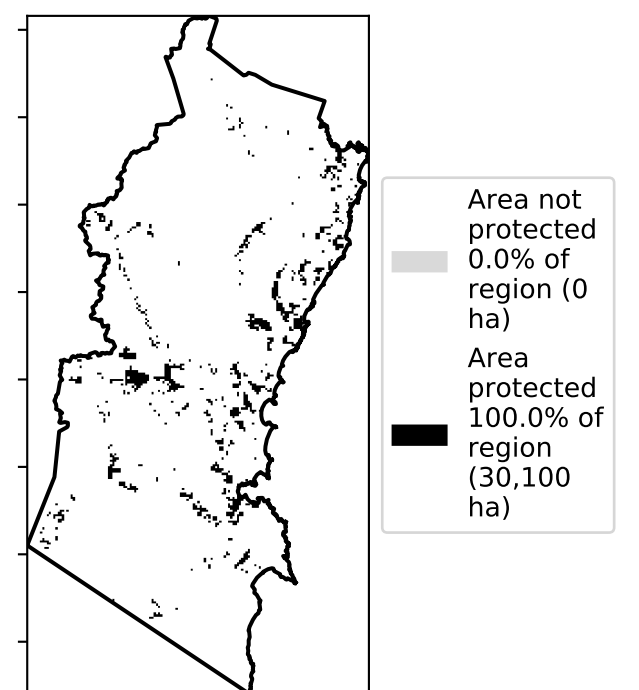 Area not
protected
0.0% of
region (0
ha)
Area
protected
100.0% of
region
(30,100
ha)